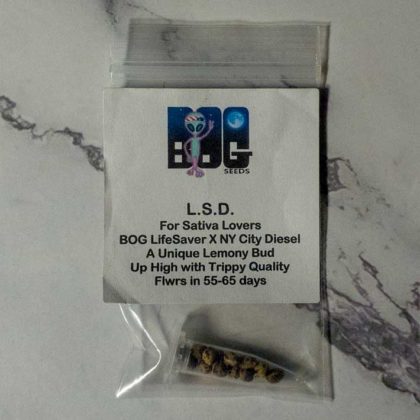 BOG
SEEDS
L.S.D.
For Sativa Lovers
BOG LifeSaver X NY City Diesel
A Unique Lemony Bud
Up High with Trippy Quality
Flwrs in 55-65 days